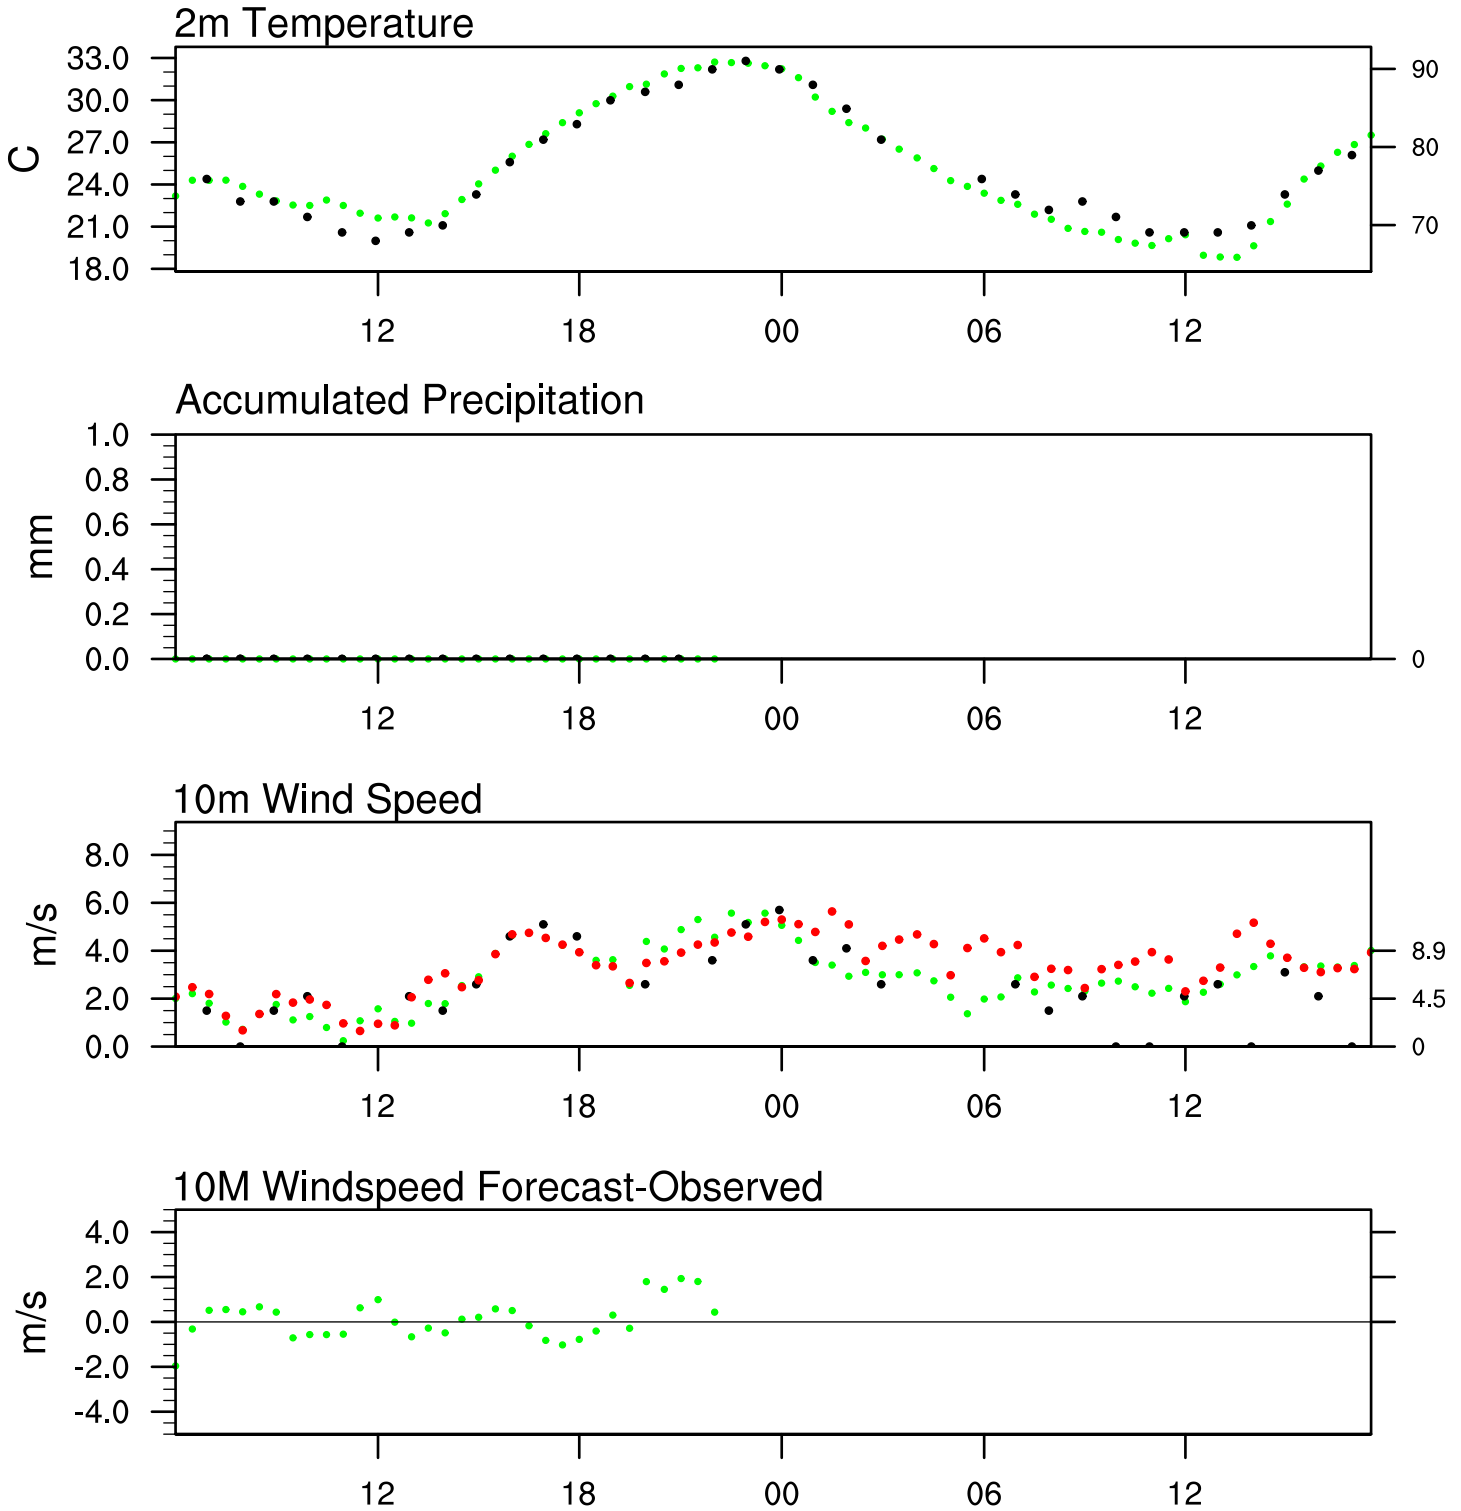 2m Temperature
33.0
30.0
27.0
24.0
21.0
18.0
C
90
80
70
12 18 00 06 12
Accumulated Precipitation
1.0
0.8
0.6
0.4
0.2
0.0
mm
0
12 18 00 06 12
10m Wind Speed
8.0
6.0
4.0
2.0
0.0
m/s
8.9
4.5
0
12 18 00 06 12
10M Windspeed Forecast-Observed
4.0
2.0
0.0
-2.0
-4.0
m/s
12 18 00 06 12